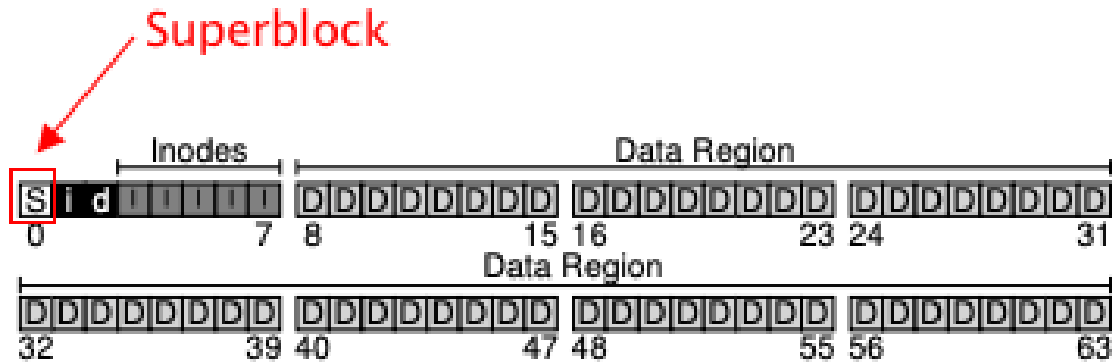 Superblock
Inodes Data Region
S i d I I I I I D D D D D D D D D D D D D D D D D D D D D D D D
0 7 8 15 16 23 24 31
Data Region
D D D D D D D D D D D D D D D D D D D D D D D D D D D D D D D D
32 39 40 47 48 55 56 63